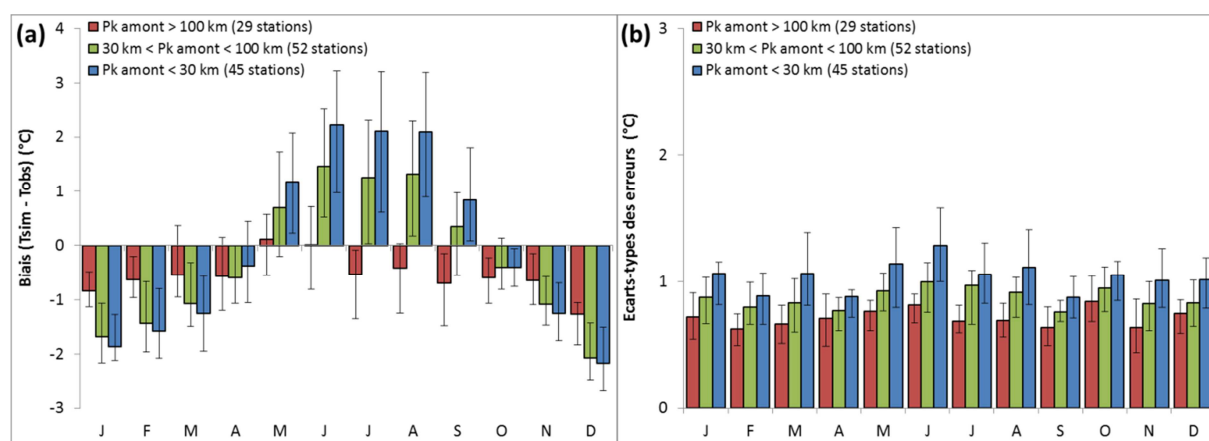 (a)
Pk amont > 100 km (29 stations)
30 km < Pk amont < 100 km (52 stations)
Pk amont < 30 km (45 stations)
Biais (Tsim - Tobs) (°C)
4
3
2
1
0
-1
-2
-3
J F M A M J J A S O N D
(b)
Pk amont > 100 km (29 stations)
30 km < Pk amont < 100 km (52 stations)
Pk amont < 30 km (45 stations)
Ecarts-types des erreurs (°C)
3
2
1
0
J F M A M J J A S O N D